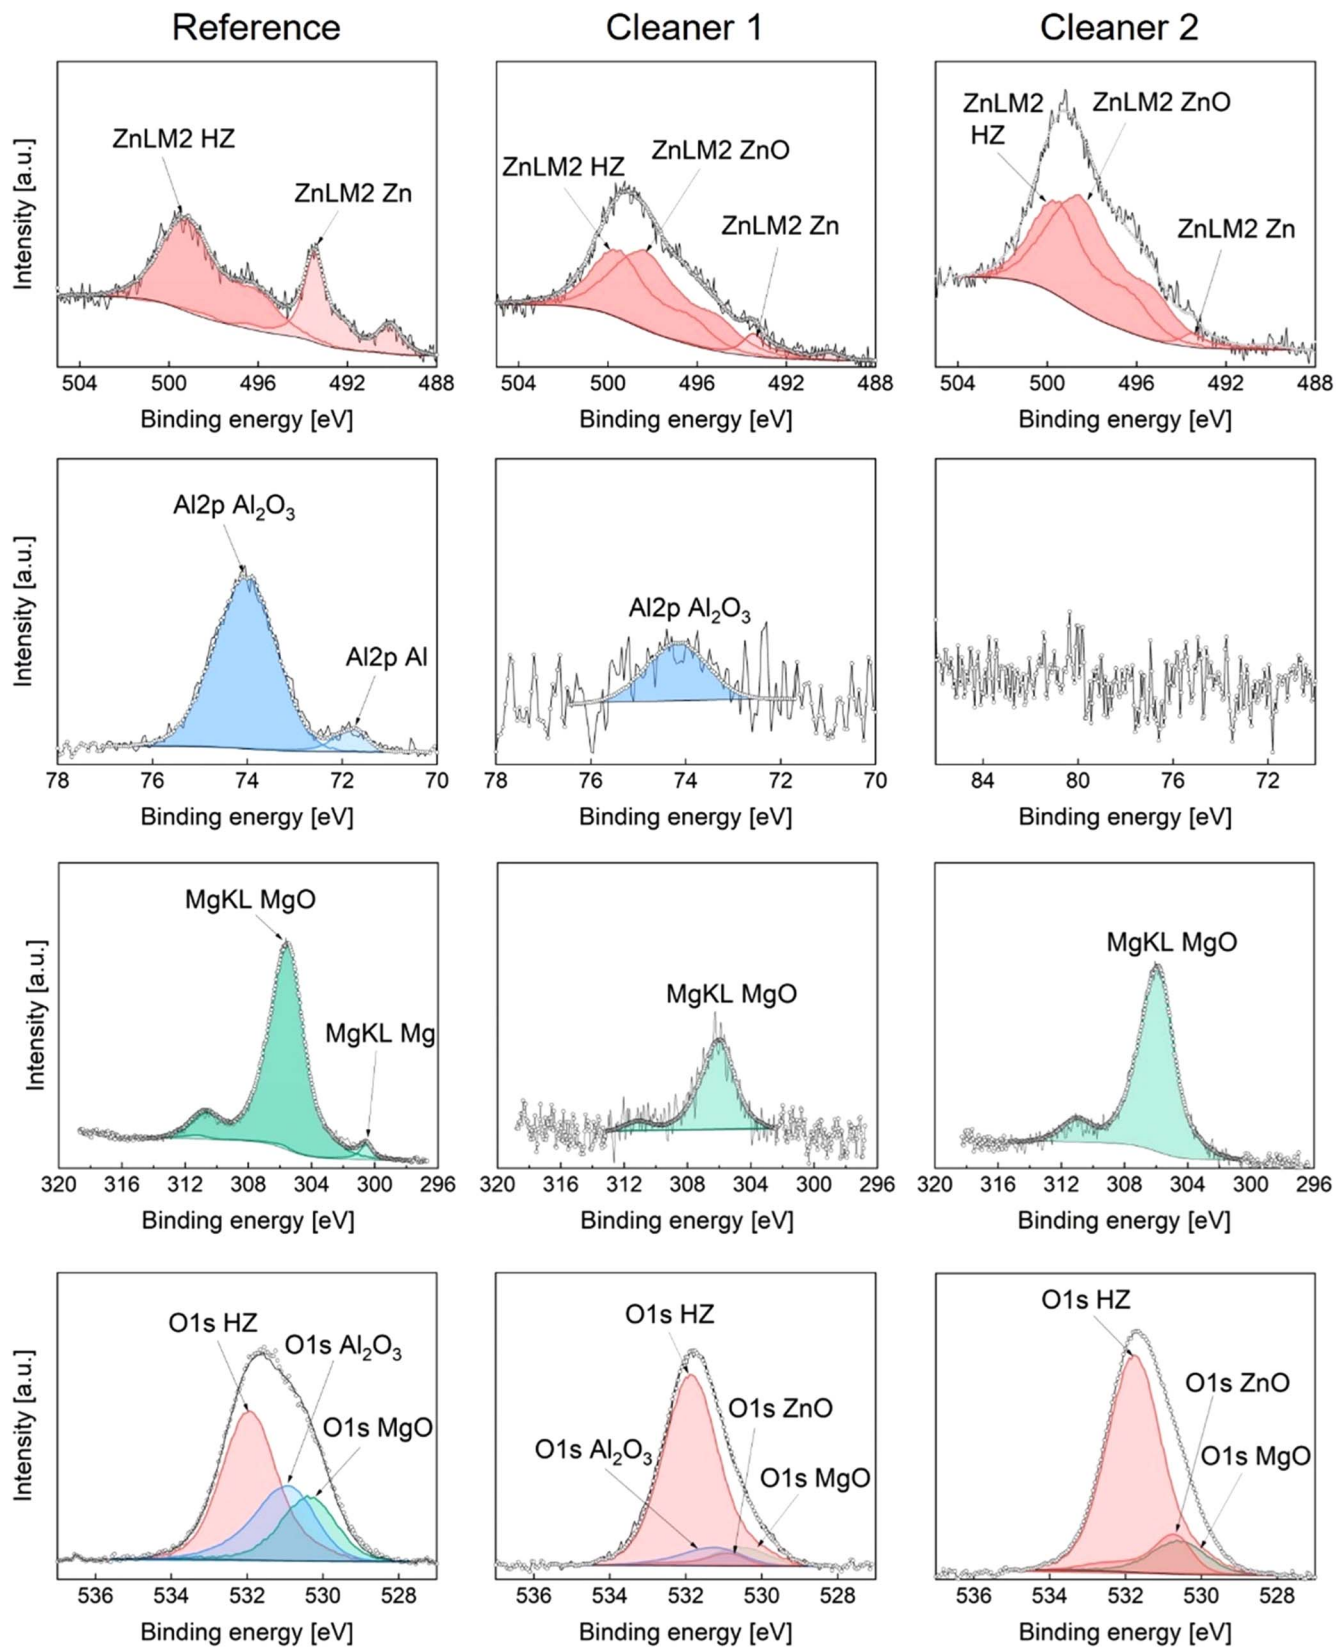 Reference Cleaner 1 Cleaner 2
Intensity [a.u.]
ZnLM2 HZ
ZnLM2 Zn
504 500 496 492 488
Binding energy [eV]
ZnLM2 HZ
ZnLM2 ZnO
ZnLM2 Zn
504 500 496 492 488
Binding energy [eV]
ZnLM2
HZ
ZnLM2 ZnO
ZnLM2 Zn
504 500 496 492 488
Binding energy [eV]
Intensity [a.u.]
Al2p Al₂O₃
Al2p Al
78 76 74 72 70
Binding energy [eV]
Al2p Al₂O₃
78 76 74 72 70
Binding energy [eV]
84 80 76 72
Binding energy [eV]
Intensity [a.u.]
MgKL MgO
MgKL Mg
320 316 312 308 304 300 296
Binding energy [eV]
MgKL MgO
320 316 312 308 304 300 296
Binding energy [eV]
MgKL MgO
320 316 312 308 304 300 296
Binding energy [eV]
Intensity [a.u.]
O1s HZ
O1s Al₂O₃
O1s MgO
536 534 532 530 528
Binding energy [eV]
O1s HZ
O1s ZnO
O1s Al₂O₃
O1s MgO
536 534 532 530 528
Binding energy [eV]
O1s HZ
O1s ZnO
O1s MgO
536 534 532 530 528
Binding energy [eV]